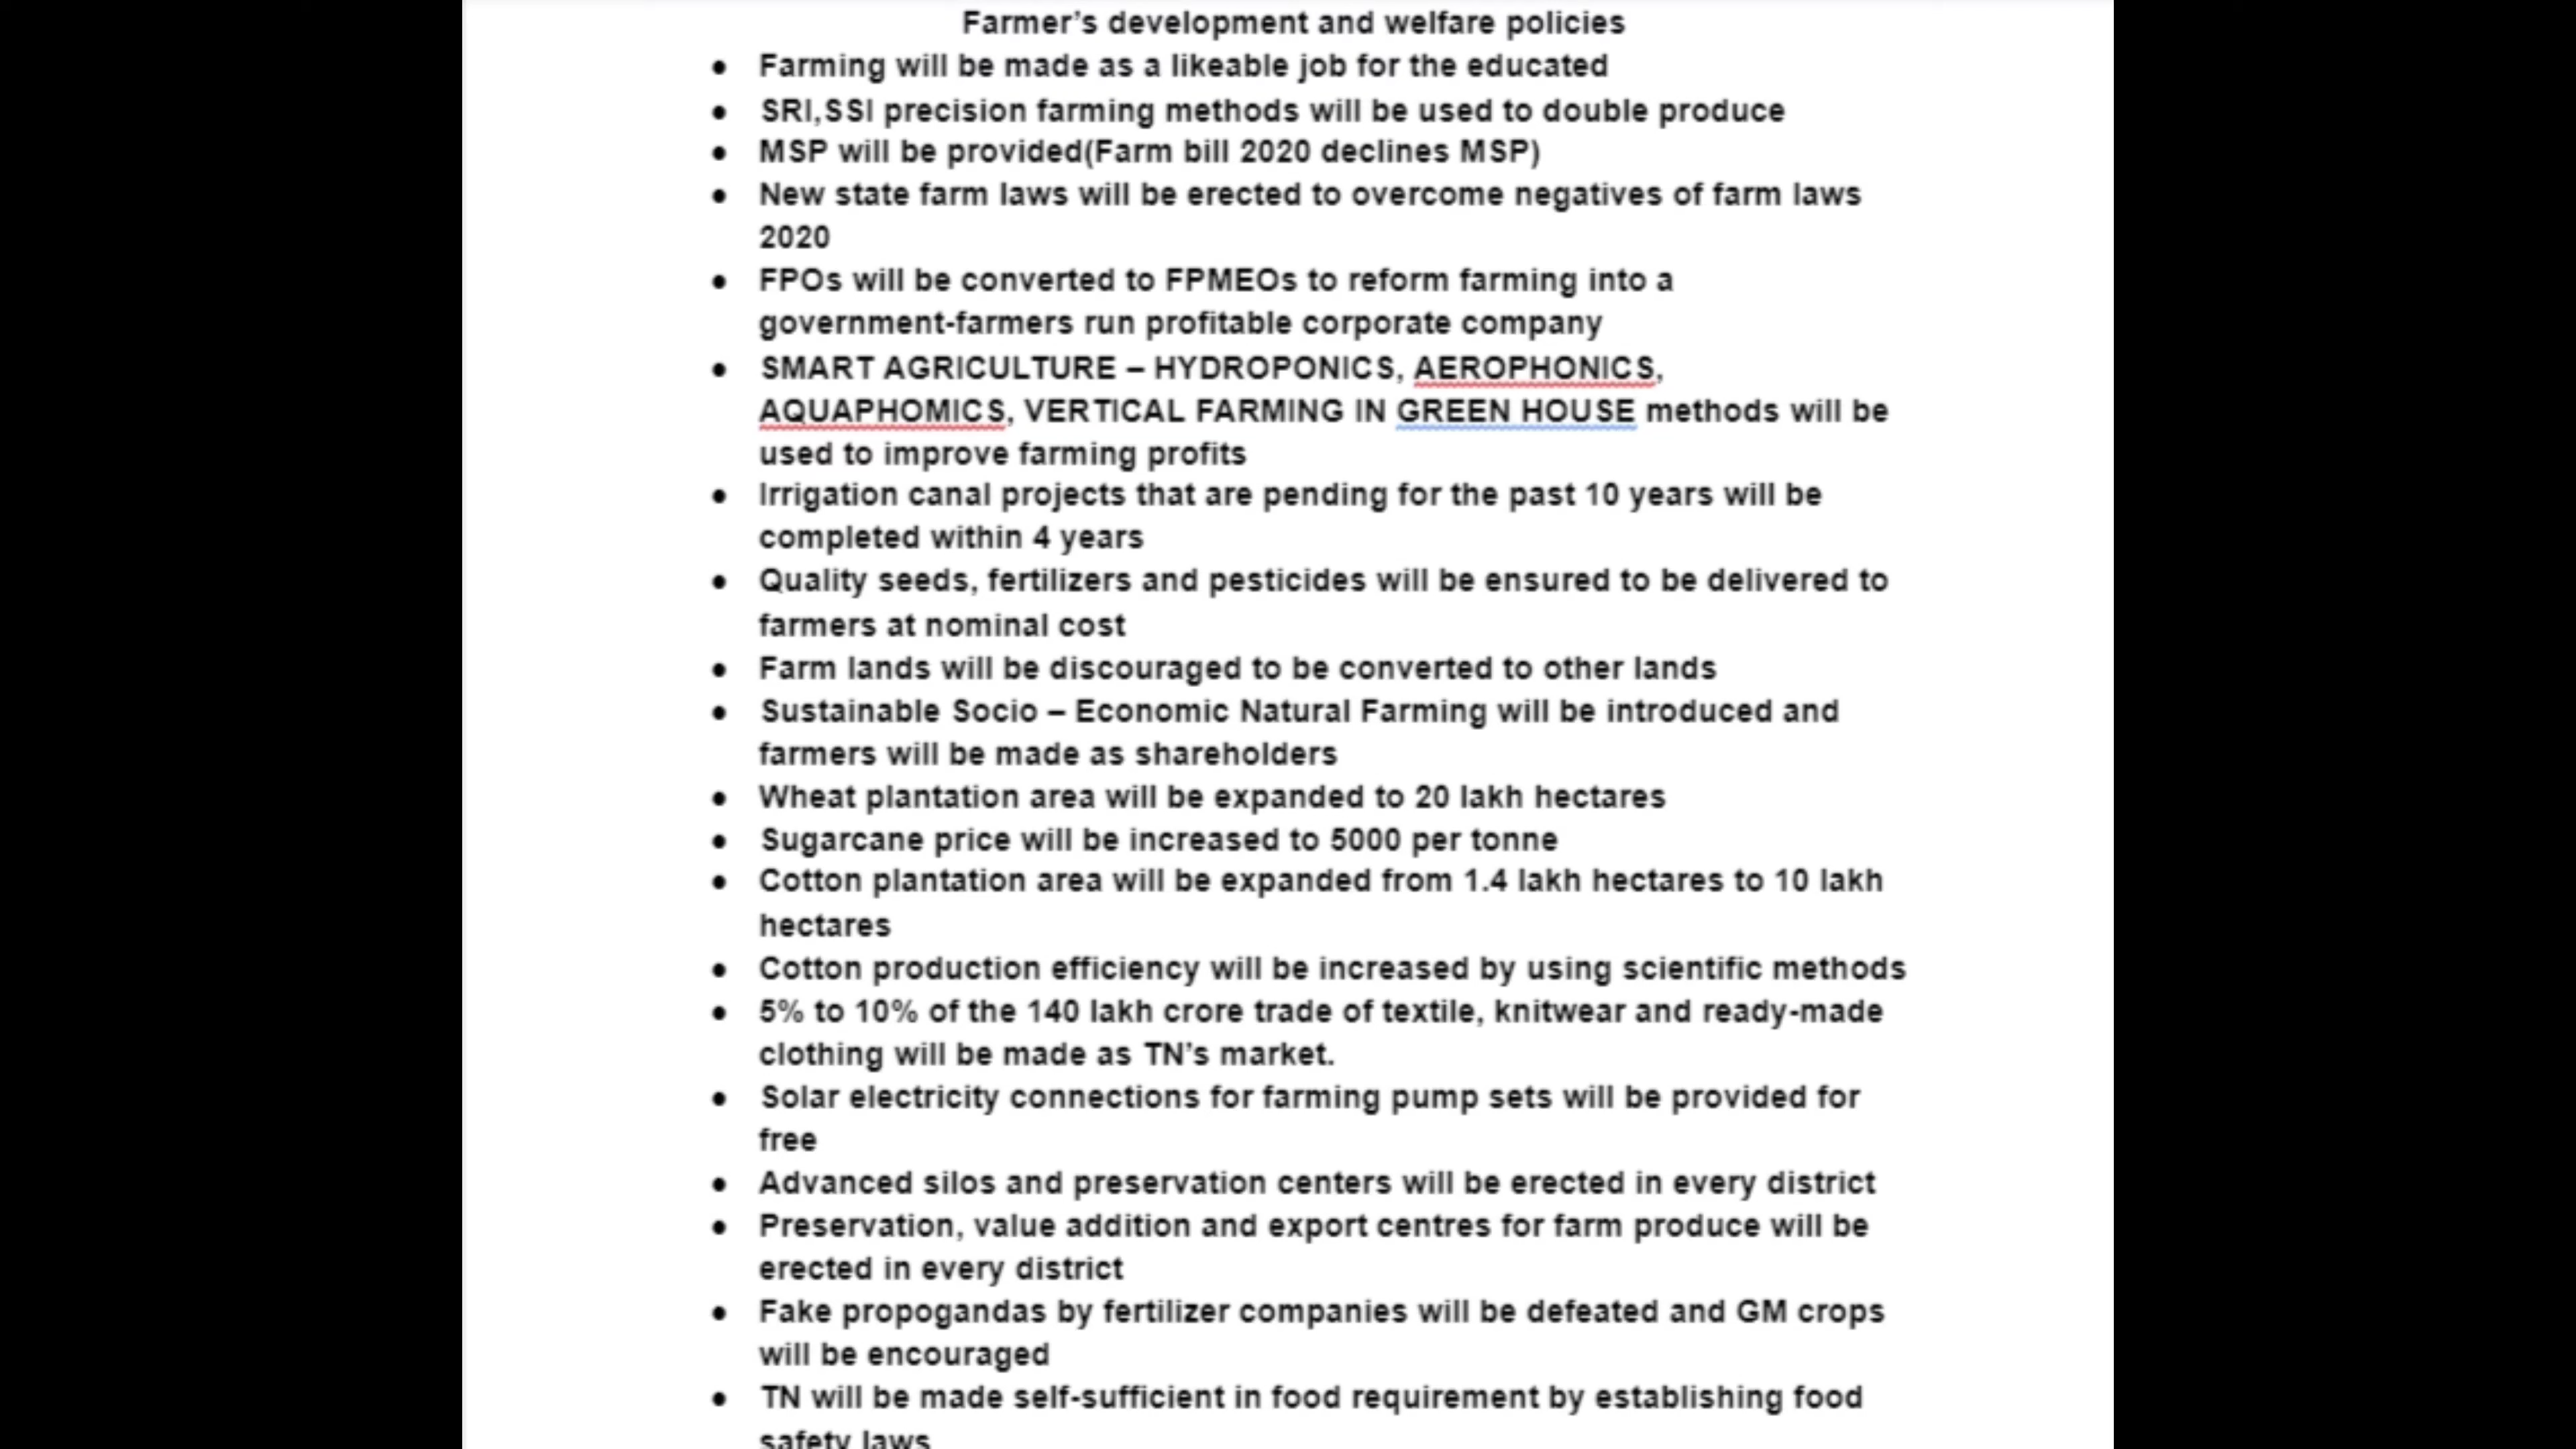 Farmer’s development and welfare policies
● Farming will be made as a likeable job for the educated
● SRI,SSI precision farming methods will be used to double produce
● MSP will be provided(Farm bill 2020 declines MSP)
● New state farm laws will be erected to overcome negatives of farm laws
2020
● FPOs will be converted to FPMEOs to reform farming into a
government-farmers run profitable corporate company
● SMART AGRICULTURE – HYDROPONICS, AEROPHONICS,
AQUAPHOMICS, VERTICAL FARMING IN GREEN HOUSE methods will be
used to improve farming profits
● Irrigation canal projects that are pending for the past 10 years will be
completed within 4 years
● Quality seeds, fertilizers and pesticides will be ensured to be delivered to
farmers at nominal cost
● Farm lands will be discouraged to be converted to other lands
● Sustainable Socio – Economic Natural Farming will be introduced and
farmers will be made as shareholders
● Wheat plantation area will be expanded to 20 lakh hectares
● Sugarcane price will be increased to 5000 per tonne
● Cotton plantation area will be expanded from 1.4 lakh hectares to 10 lakh
hectares
● Cotton production efficiency will be increased by using scientific methods
● 5% to 10% of the 140 lakh crore trade of textile, knitwear and ready-made
clothing will be made as TN’s market.
● Solar electricity connections for farming pump sets will be provided for
free
● Advanced silos and preservation centers will be erected in every district
● Preservation, value addition and export centres for farm produce will be
erected in every district
● Fake propogandas by fertilizer companies will be defeated and GM crops
will be encouraged
● TN will be made self-sufficient in food requirement by establishing food
safety laws